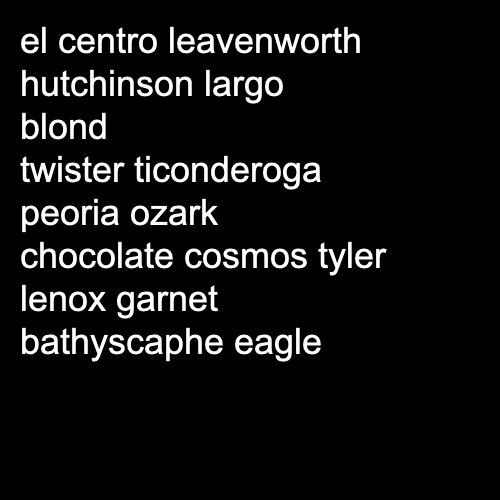 el centro leavenworth
hutchinson largo
blond
twister ticonderoga
peoria ozark
chocolate cosmos tyler
lenox garnet
bathyscaphe eagle